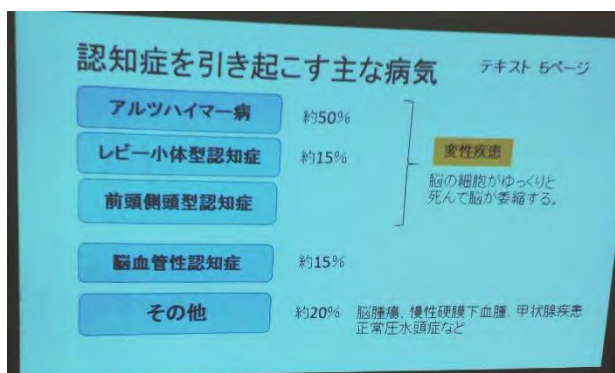 認知症を引き起こす主な病気
テキスト 5ページ
アルツハイマー病
約50%
レビー小体型認知症
約15%
前頭側頭型認知症
変性疾患
脳の細胞がゆっくりと
死んで脳が委縮する。
脳血管性認知症
約15%
その他
約20%
脳腫瘍、慢性硬膜下血腫、甲状腺疾患
正常圧水頭症など